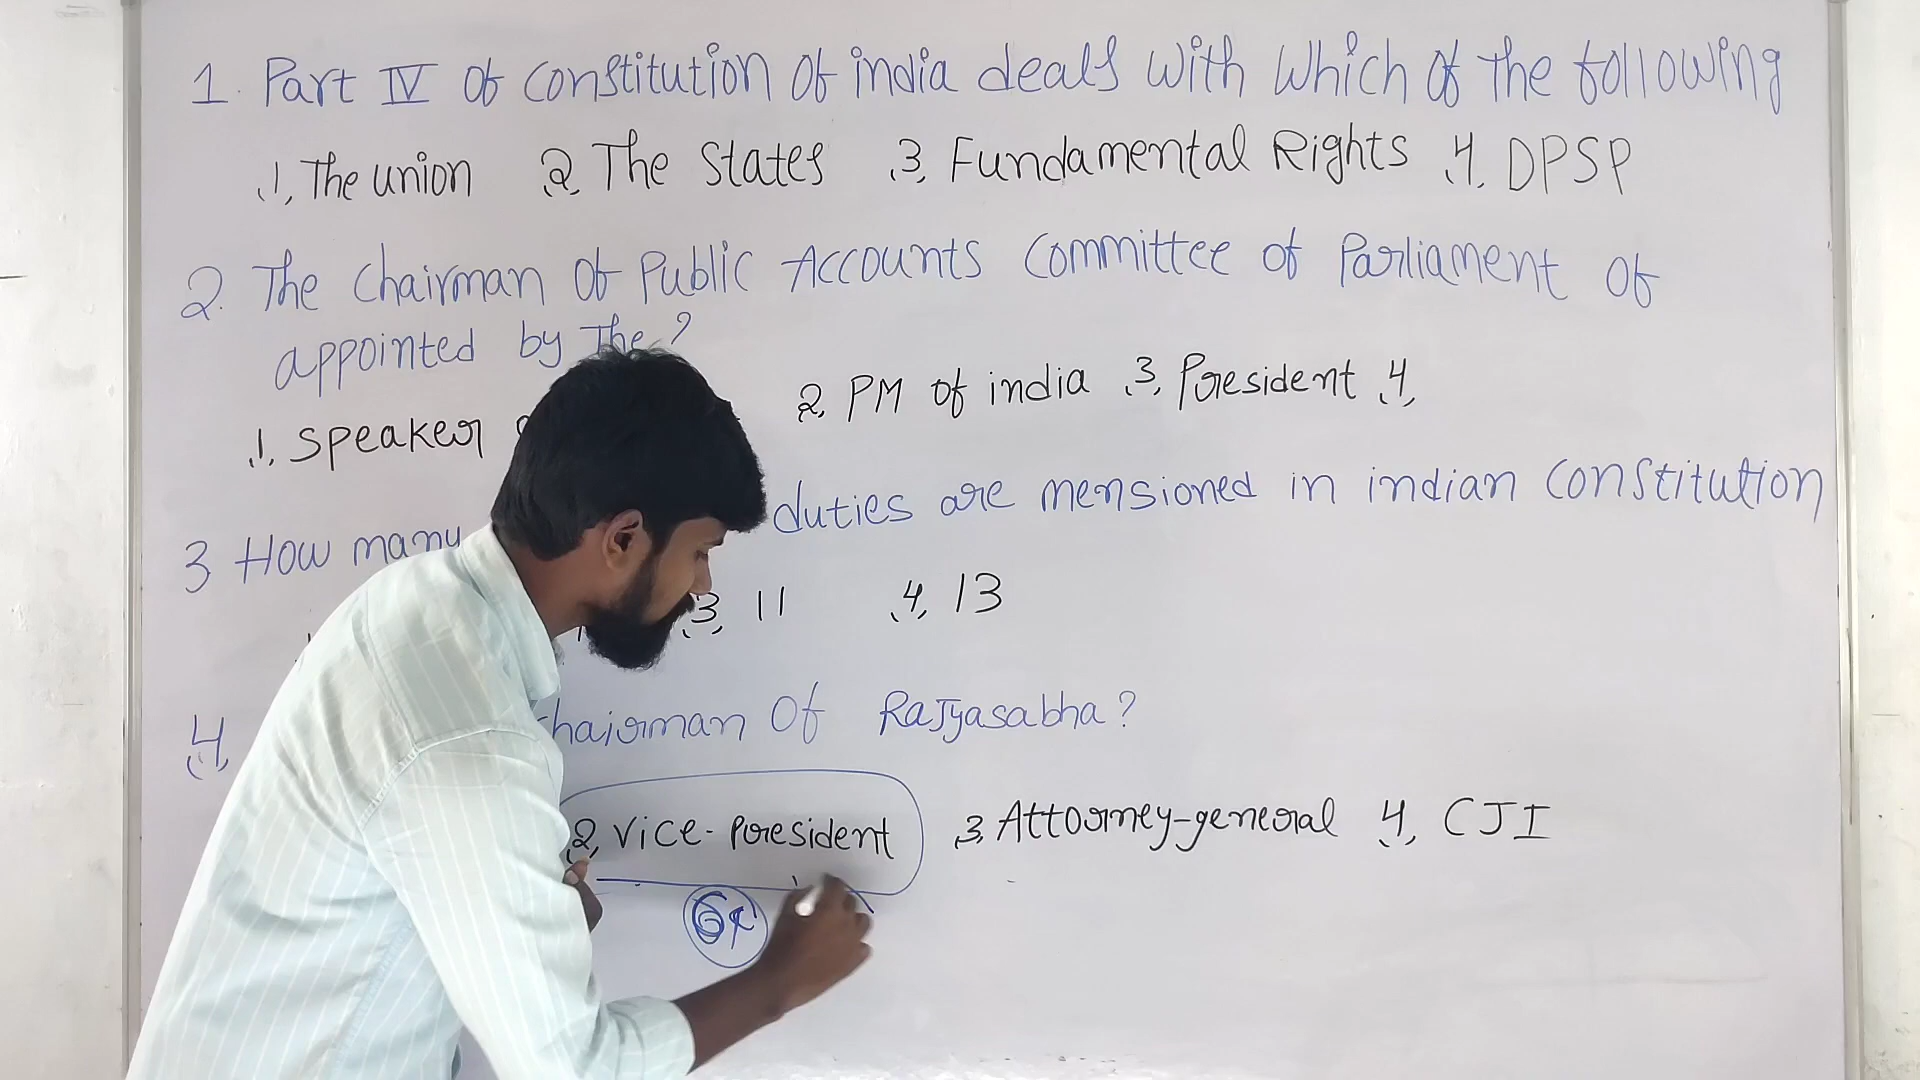 1. Part IV of constitution of india deals with which of the following
1, The union 2, The States 3, Fundamental Rights 4, DPSP
2. The chairman of Public Accounts committee of Parliament of
appointed by The ?
1, Speaker 2, PM of india 3, President 4,
3 How many duties are mensioned in indian constitution
3, 11 4, 13
4, chairman Of Rajyasabha?
2, Vice-President 3, Attorney-general 4, CJI